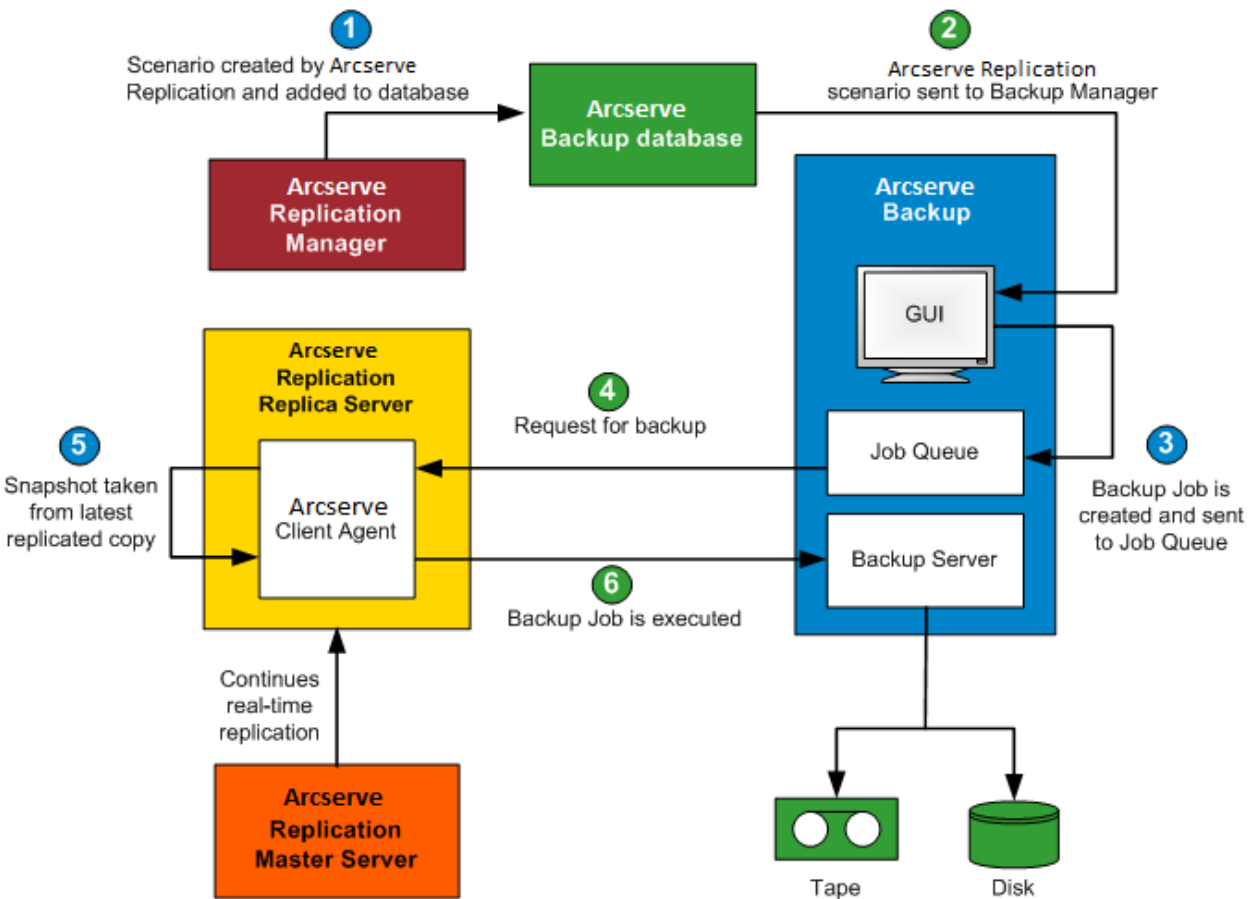 1
Scenario created by Arcserve
Replication and added to database
2
Arcserve Replication
scenario sent to Backup Manager
Arcserve
Backup database
Arcserve
Replication
Manager
Arcserve
Backup
GUI
Arcserve
Replication
Replica Server
4
Request for backup
Job Queue
3
Backup Job is
created and sent
to Job Queue
5
Snapshot taken
from latest
replicated copy
Arcserve
Client Agent
Backup Server
6
Backup Job is executed
Continues
real-time
replication
Arcserve
Replication
Master Server
Tape
Disk